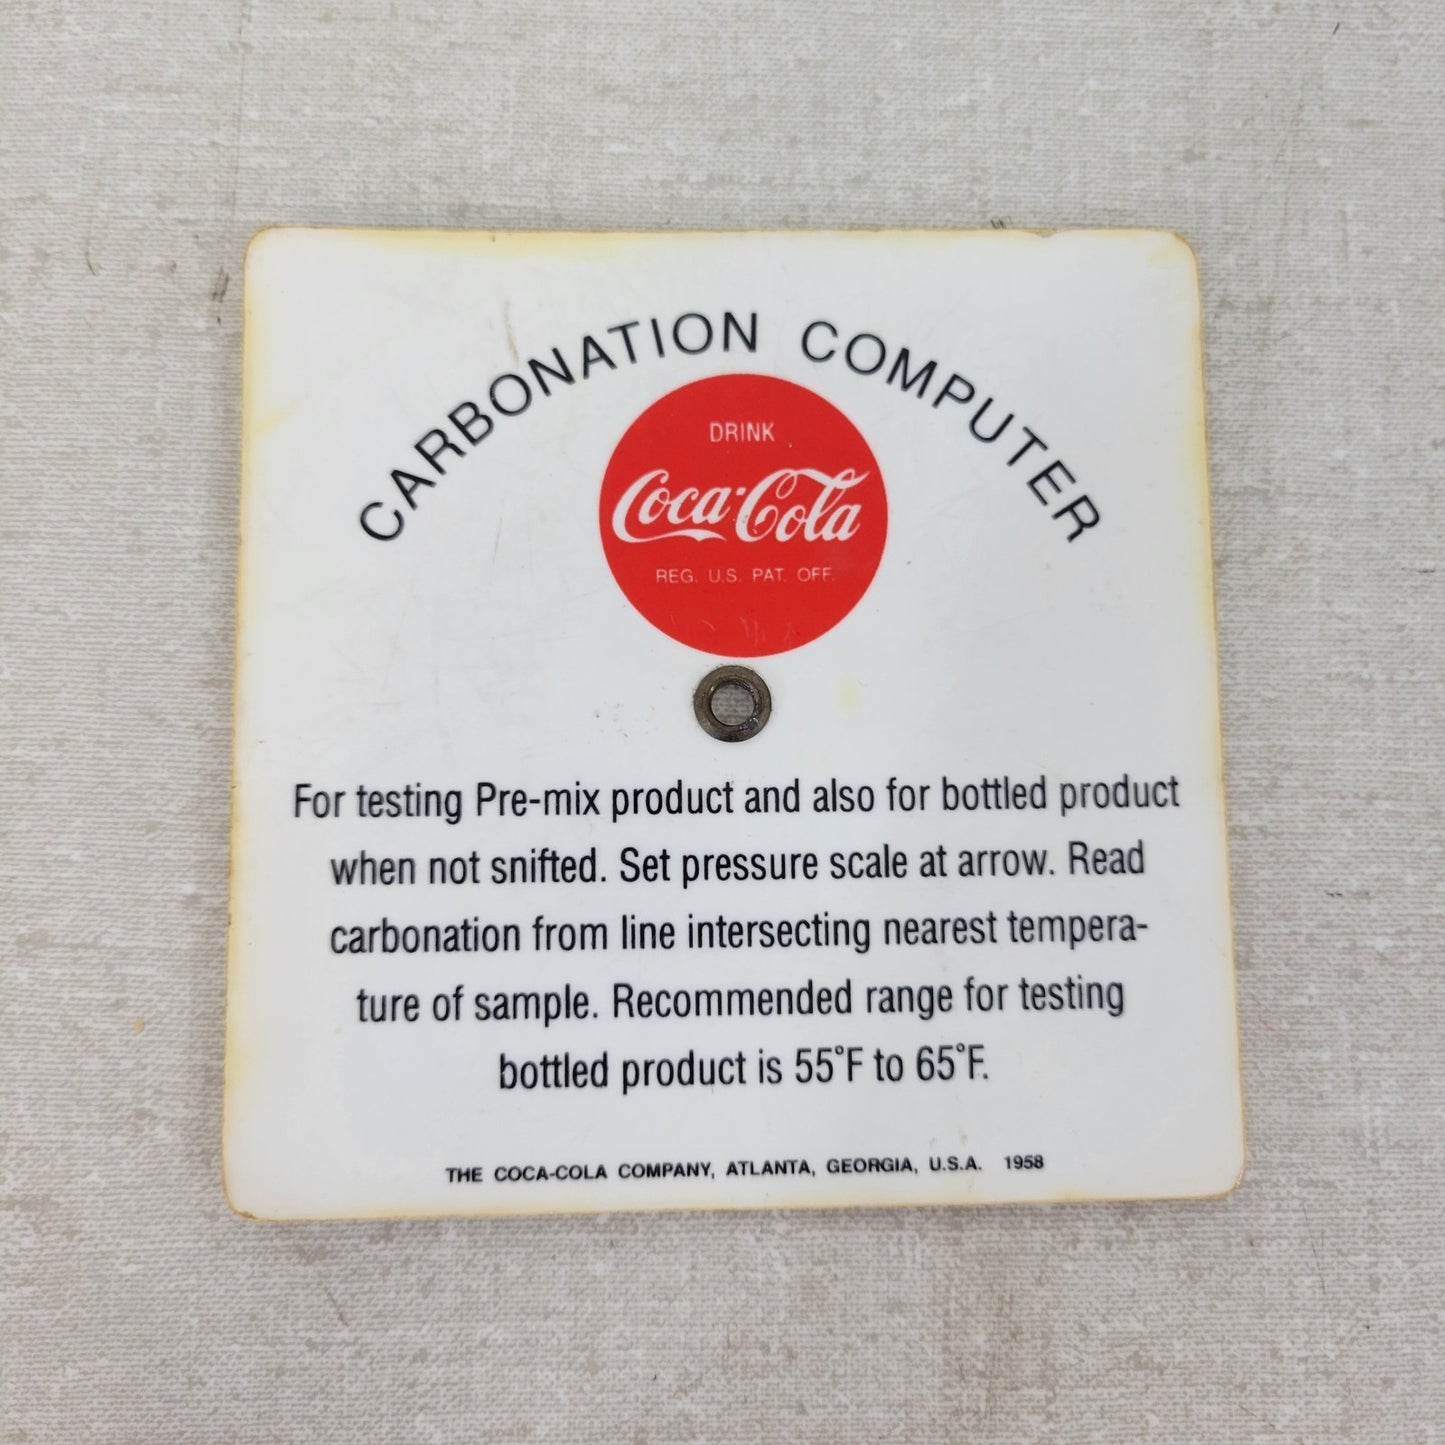 CARBONATION COMPUTER
DRINK
Coca-Cola
REG. U.S. PAT. OFF.
For testing Pre-mix product and also for bottled product
when not snifted. Set pressure scale at arrow. Read
carbonation from line intersecting nearest tempera-
ture of sample. Recommended range for testing
bottled product is 55°F to 65°F.
THE COCA-COLA COMPANY, ATLANTA, GEORGIA, U.S.A. 1958